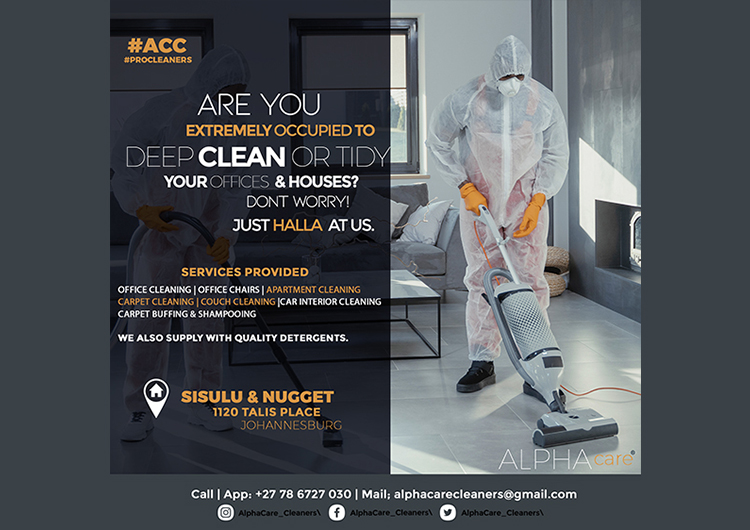 #ACC
#PROCLEANERS
ARE YOU
EXTREMELY OCCUPIED TO
DEEP CLEAN OR TIDY
YOUR OFFICES & HOUSES?
DONT WORRY!
JUST HALLA AT US.
SERVICES PROVIDED
OFFICE CLEANING | OFFICE CHAIRS | APARTMENT CLEANING
CARPET CLEANING | COUCH CLEANING |CAR INTERIOR CLEANING
CARPET BUFFING & SHAMPOOING
WE ALSO SUPPLY WITH QUALITY DETERGENTS.
SISULU & NUGGET
1120 TALIS PLACE
JOHANNESBURG
ALPHA care
Call | App: +27 78 6727 030 | Mail; alphacarecleaners@gmail.com
AlphaCare_Cleaners\ AlphaCare_Cleaners\ AlphaCare_Cleaners\